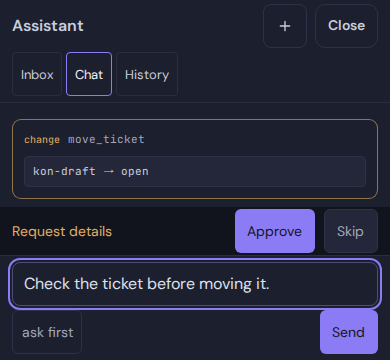 Assistant
+
Close
Inbox
Chat
History
change move_ticket
kon-draft → open
Request details
Approve
Skip
Check the ticket before moving it.
ask first
Send